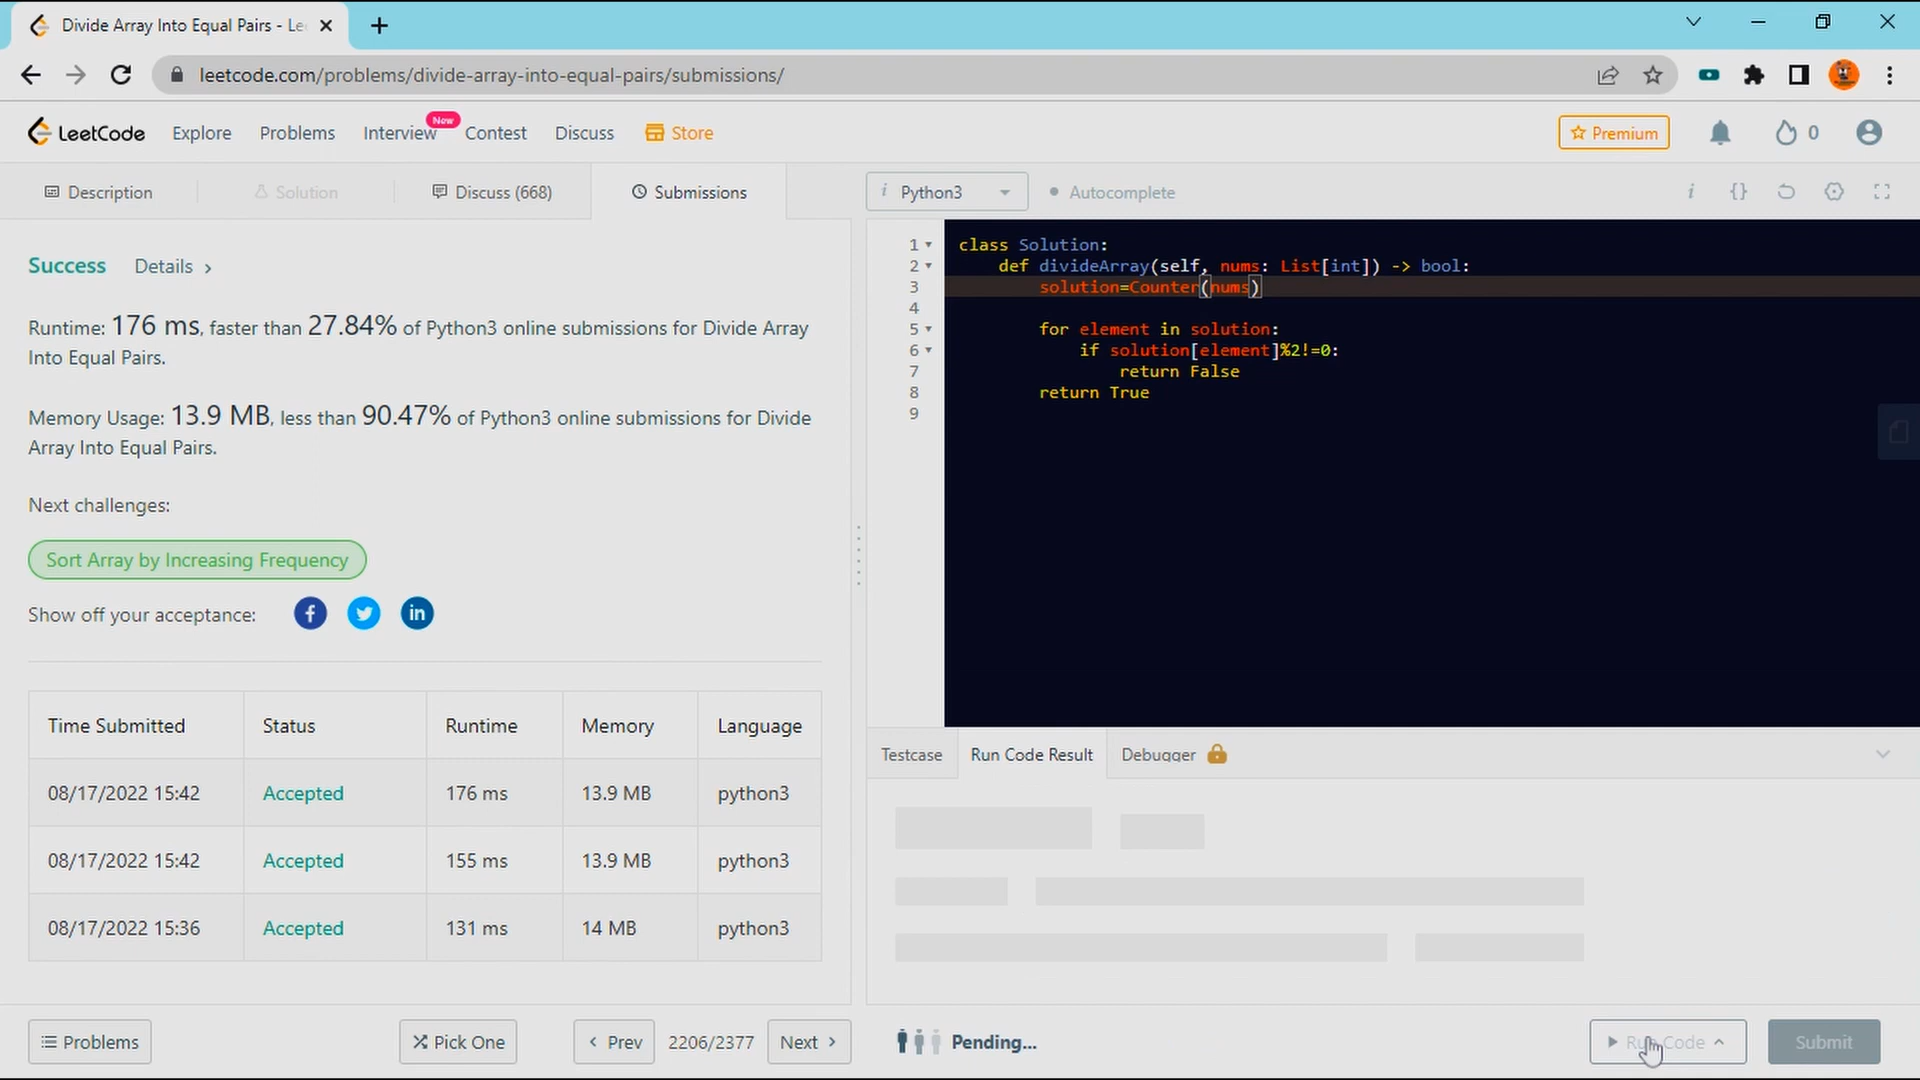 Divide Array Into Equal Pairs - Le
leetcode.com/problems/divide-array-into-equal-pairs/submissions/
LeetCode Explore Problems Interview New Contest Discuss Store Premium 0
Description Solution Discuss (668) Submissions
i Python3 Autocomplete i {}
Success Details >
Runtime: 176 ms, faster than 27.84% of Python3 online submissions for Divide Array
Into Equal Pairs.
Memory Usage: 13.9 MB, less than 90.47% of Python3 online submissions for Divide
Array Into Equal Pairs.
Next challenges:
Sort Array by Increasing Frequency
Show off your acceptance:
f in
Time Submitted Status Runtime Memory Language
08/17/2022 15:42 Accepted 176 ms 13.9 MB python3
08/17/2022 15:42 Accepted 155 ms 13.9 MB python3
08/17/2022 15:36 Accepted 131 ms 14 MB python3
1 class Solution:
2 def divideArray(self, nums: List[int]) -> bool:
3 solution=Counter(nums)
4
5 for element in solution:
6 if solution[element]%2!=0:
7 return False
8 return True
9
Testcase Run Code Result Debugger
Problems Pick One < Prev 2206/2377 Next > Pending... Run Code Submit